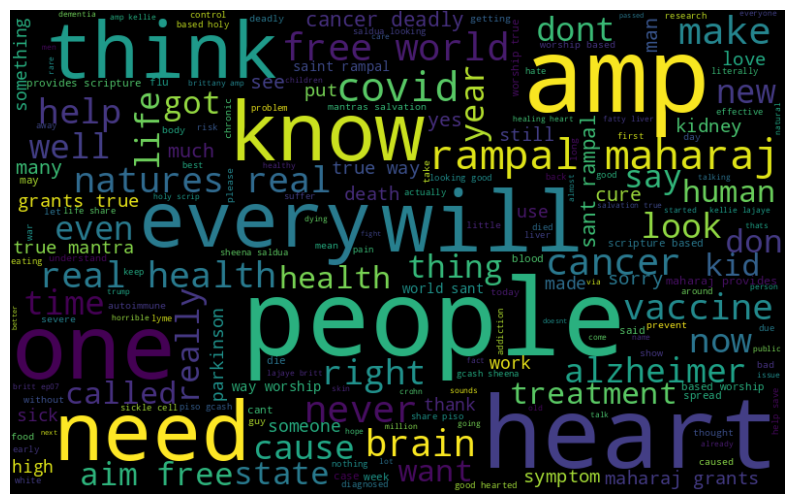 dementia amp kellie based holy control deadly getting saldua looking care passed research everyone
something think free world cancer deadly dont man make
provides scripture flu brittany amp rare men saint rampal worship based worship true hate literally love
help life got covid put see year amp new
mantras salvation children problem chronic healing heart fatty liver effective natural
well know yes still kidney
many much body risk true way rampal maharaj first day
away best take almost thing good talking
may natures real please healthy looking good actually say human
grants true death use cure sant rampal salvation true started kellie lajaye thats
let life share suffer dying mean pain fight little died liver
war even every will look don
true mantra sheena saldua scripture based
eating understand keep real health health thing cancer kid
trump blood made sorry maharaj provides person
world sant today via around
time autoimmune really said prevent vaccine due
severe horrible lyme parkinson addiction doesnt come name show public
better one people now
die fact work bad issue
britt ep07 called way worship lajaye britt right alzheimer based worship spread
without skin crohn sounds
sick sickle cell piso gcash cant share piso never thank treatment old talk help save
food need guy someone million going thought already
next nothing hope cause brain heart
early lot
high case week want symptom caused
white aim free state diagnosed good hearted maharaj grants
gcash sheena holy scrip